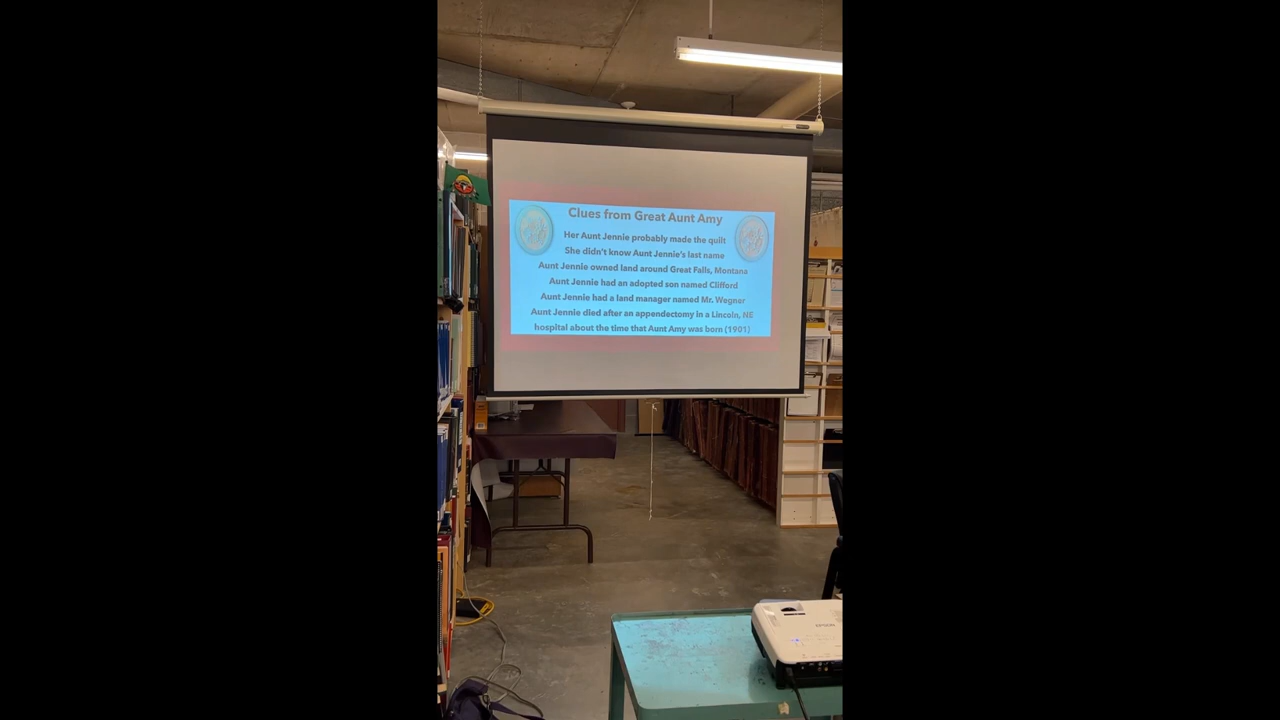 Clues from Great Aunt Amy
Her Aunt Jennie probably made the quilt
She didn't know Aunt Jennie's last name
Aunt Jennie owned land around Great Falls, Montana
Aunt Jennie had an adopted son named Clifford
Aunt Jennie had a land manager named Mr. Wegner
Aunt Jennie died after an appendectomy in a Lincoln, NE
hospital about the time that Aunt Amy was born (1901)
EPSON